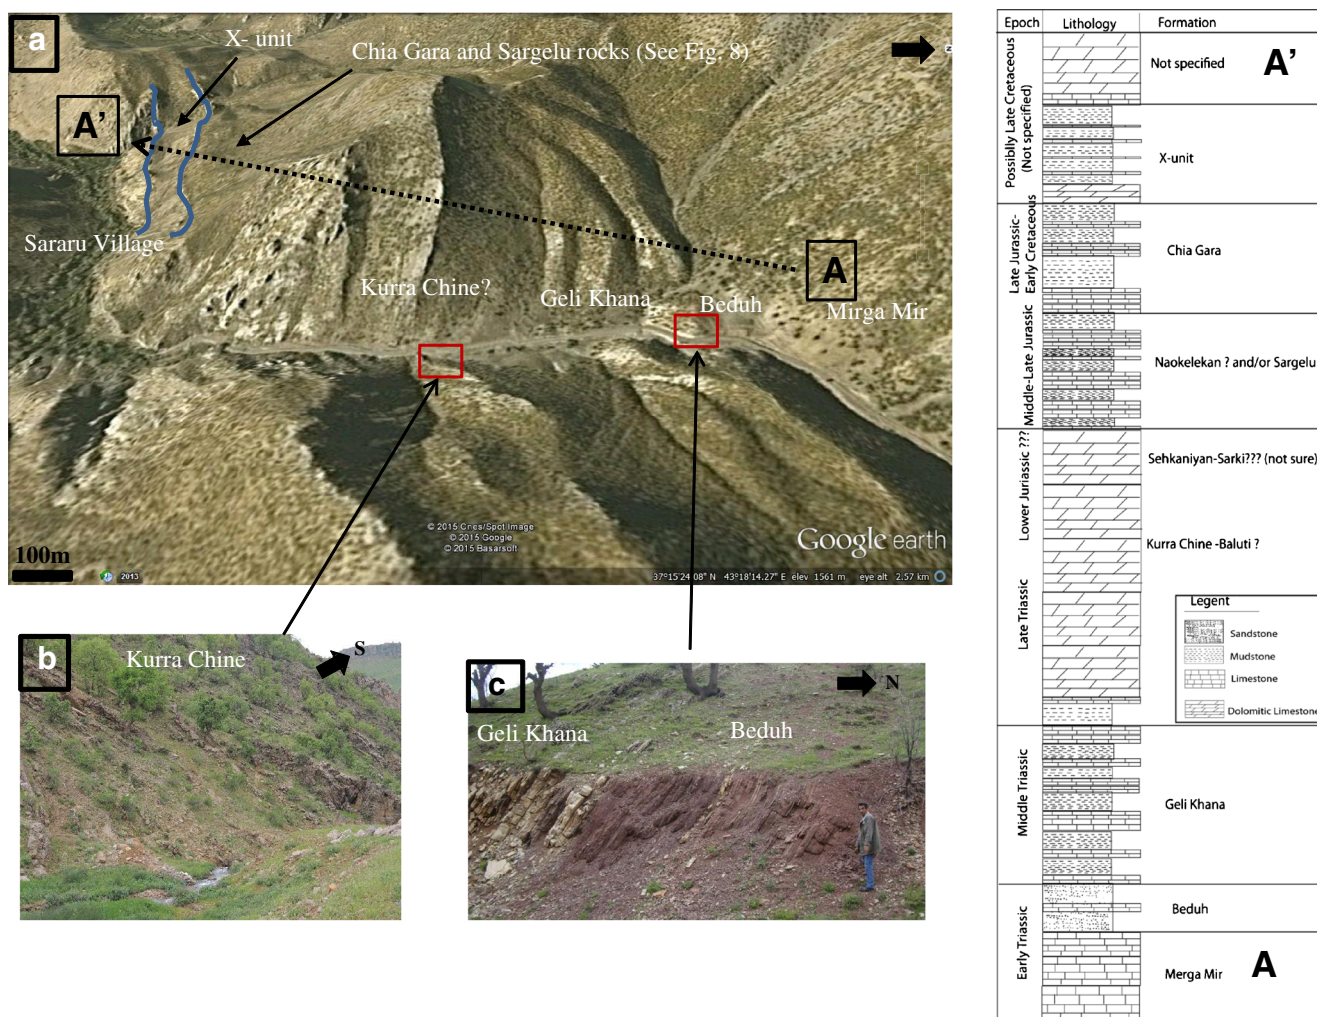 a
X- unit
Chia Gara and Sargelu rocks (See Fig. 8)
A’
Sararu Village
Kurra Chine?
Geli Khana
Beduh
A
Mirga Mir
© 2015 Cnes/Spot Image
© 2015 Google
© 2015 Basarsoft
Google earth
100m
2013
37°15'24.08" N 43°18'14.27" E elev 1561 m eye alt 2.57 km
b
Kurra Chine
S
c
N
Geli Khana
Beduh
Epoch Lithology Formation
A’
Possiblly Late Cretaceous
(Not specified)
Not specified
X-unit
Late Jurassic-
Early Cretaceous
Chia Gara
Middle-Late Jurassic
Naokelekan ? and/or Sargelu
Lower Juriassic ???
Sehkaniyan-Sarki??? (not sure)
Kurra Chine -Baluti ?
Late Triassic
Legent
Sandstone
Mudstone
Limestone
Dolomitic Limestone
Middle Triassic
Geli Khana
Early Triassic
Beduh
Merga Mir
A